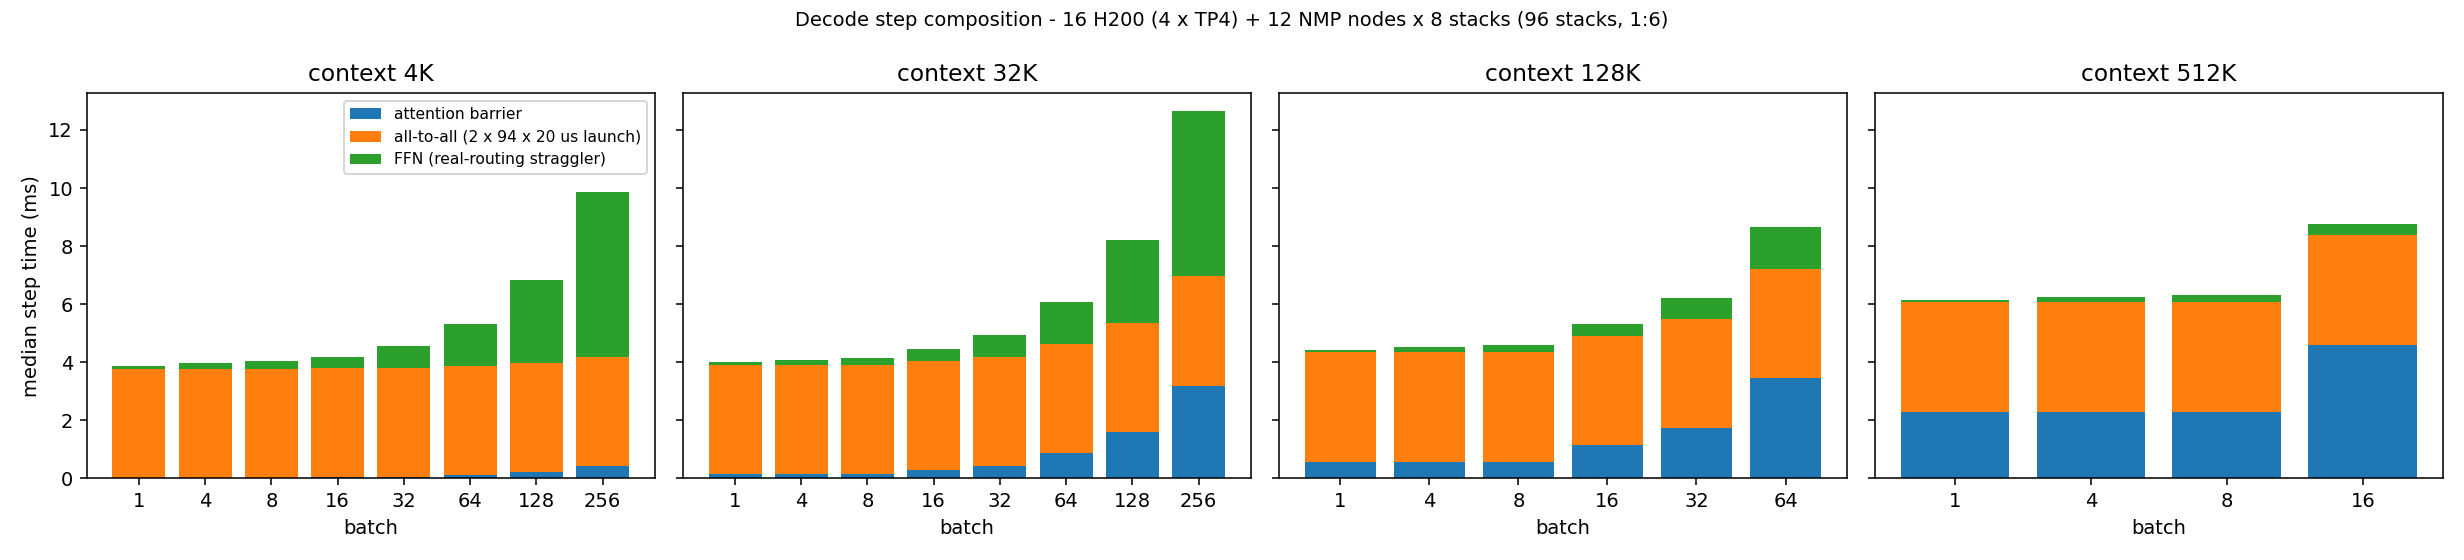 Decode step composition - 16 H200 (4 x TP4) + 12 NMP nodes x 8 stacks (96 stacks, 1:6)
context 4K
context 32K
context 128K
context 512K
attention barrier
all-to-all (2 x 94 x 20 us launch)
FFN (real-routing straggler)
median step time (ms)
12
10
8
6
4
2
0
1 4 8 16 32 64 128 256
1 4 8 16 32 64 128 256
1 4 8 16 32 64
1 4 8 16
batch
batch
batch
batch